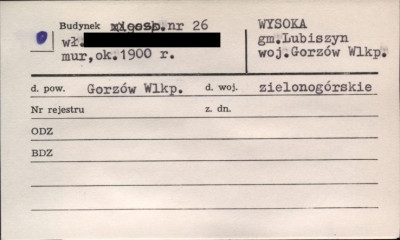 Budynek gosp.nr 26
wł.
mur,ok.1900 r.
WYSOKA
gm.Lubiszyn
woj.Gorzów Wlkp.
d. pow. Gorzów Wlkp. d. woj. zielonogórskie
Nr rejestru z. dn.
ODZ
BDZ